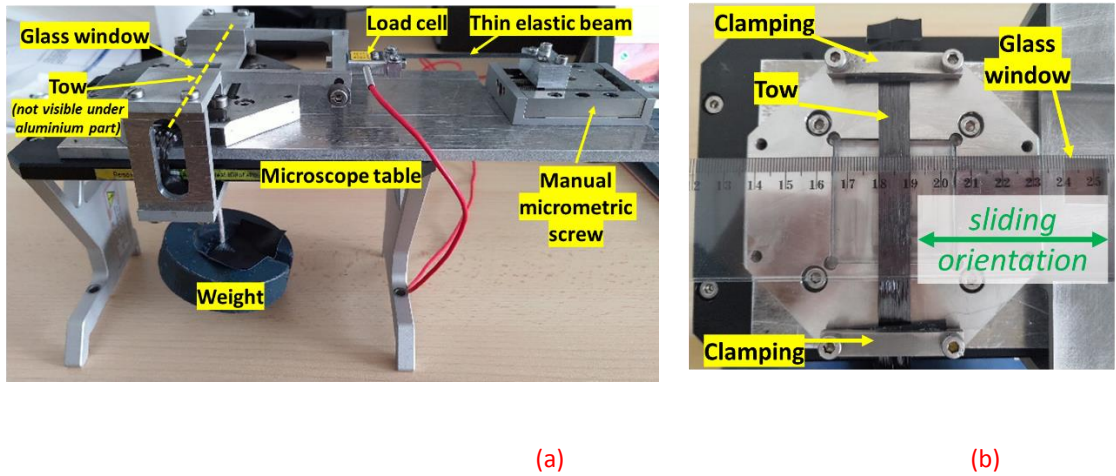 Glass window
Tow
(not visible under
aluminium part)
Load cell
Thin elastic beam
Microscope table
Manual
micrometric
screw
Weight
(a)
Clamping
Tow
Glass
window
12 13 14 15 16 17 18 19 20 21 22 23 24 25
sliding
orientation
Clamping
(b)